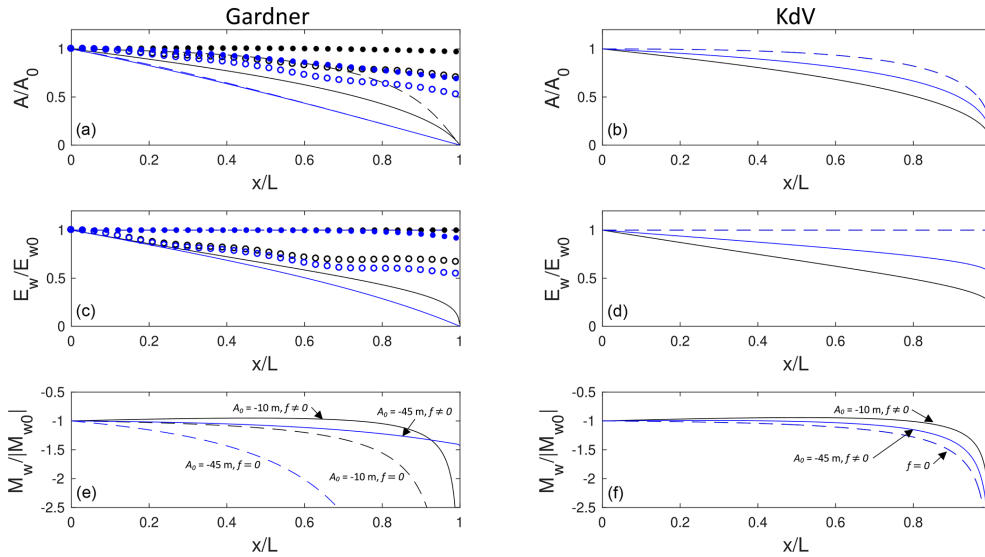 Gardner
KdV
1
0.5
0
A/A0
(a)
0
0.2
0.4
0.6
0.8
1
x/L
1
0.5
0
A/A0
(b)
0
0.2
0.4
0.6
0.8
x/L
1
0.5
0
Ew/Ew0
(c)
0
0.2
0.4
0.6
0.8
1
x/L
1
0.5
0
Ew/Ew0
(d)
0
0.2
0.4
0.6
0.8
x/L
-0.5
-1
-1.5
-2
-2.5
Mw/|Mw0|
(e)
A0 = -10 m, f ≠ 0
A0 = -45 m, f ≠ 0
A0 = -45 m, f = 0
A0 = -10 m, f = 0
0
0.2
0.4
0.6
0.8
1
x/L
-0.5
-1
-1.5
-2
-2.5
Mw/|Mw0|
(f)
A0 = -10 m, f ≠ 0
A0 = -45 m, f ≠ 0
f = 0
0
0.2
0.4
0.6
0.8
x/L